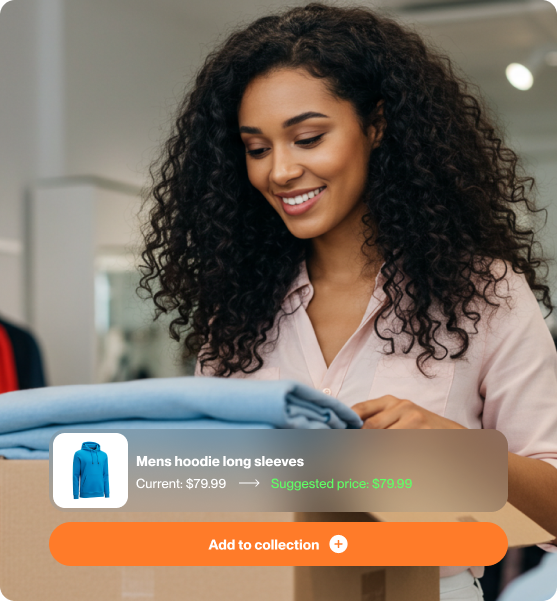 Mens hoodie long sleeves
Current: $79.99 → Suggested price: $79.99
Add to collection